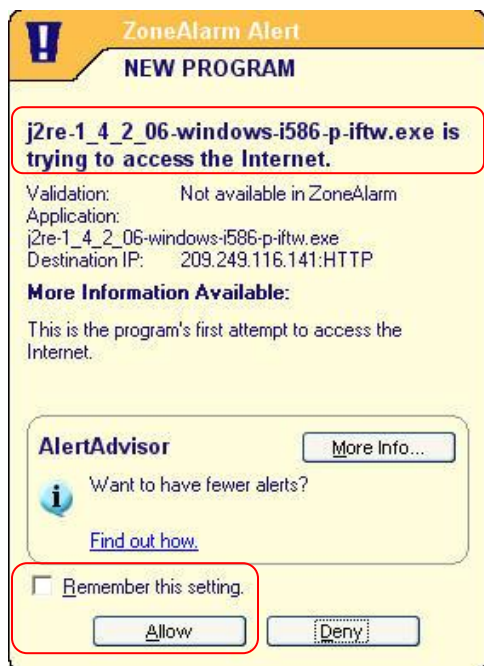 ZoneAlarm Alert
NEW PROGRAM
j2re-1_4_2_06-windows-i586-p-iftw.exe is
trying to access the Internet.
Validation: Not available in ZoneAlarm
Application:
j2re-1_4_2_06-windows-i586-p-iftw.exe
Destination IP: 209.249.116.141:HTTP
More Information Available:
This is the program's first attempt to access the
Internet.
AlertAdvisor
More Info...
Want to have fewer alerts?
Find out how.
Remember this setting.
Allow Deny